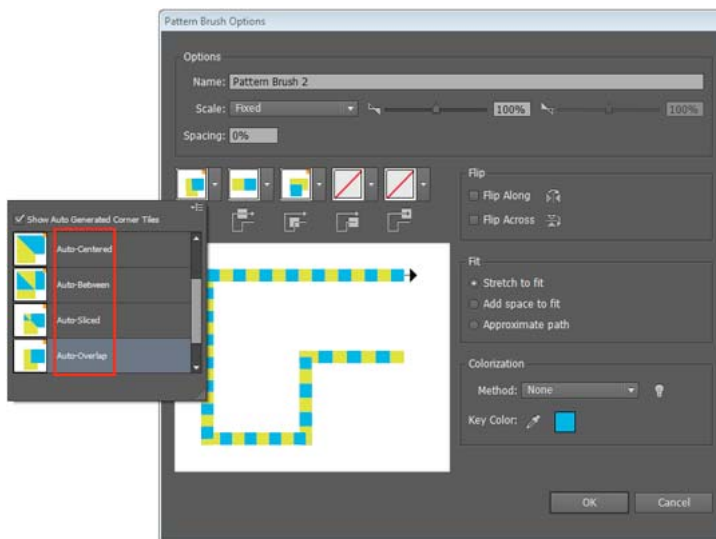 Pattern Brush Options
Options
Name: Pattern Brush 2
Scale: Fixed 100% 100%
Spacing: 0%
Flip
Flip Along
Flip Across
Show Auto Generated Corner Tiles
Auto-Centered
Auto-Between
Auto-Sliced
Auto-Overlap
Fit
Stretch to fit
Add space to fit
Approximate path
Colorization
Method: None
Key Color:
OK Cancel